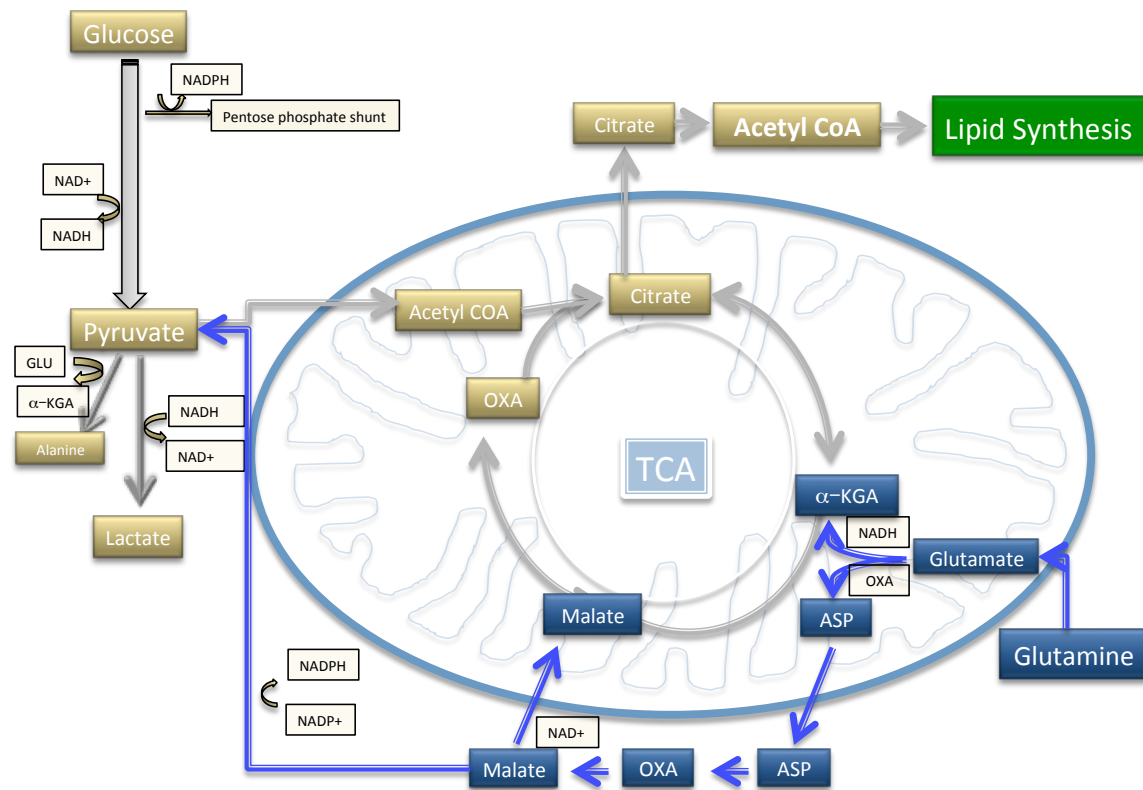 Glucose
NADPH
Pentose phosphate shunt
Citrate
Acetyl CoA
Lipid Synthesis
NAD+
NADH
Acetyl COA
Citrate
Pyruvate
GLU
α−KGA
Alanine
NADH
NAD+
Lactate
OXA
TCA
α−KGA
NADH
Glutamate
OXA
ASP
Malate
Glutamine
NADPH
NADP+
NAD+
Malate
OXA
ASP